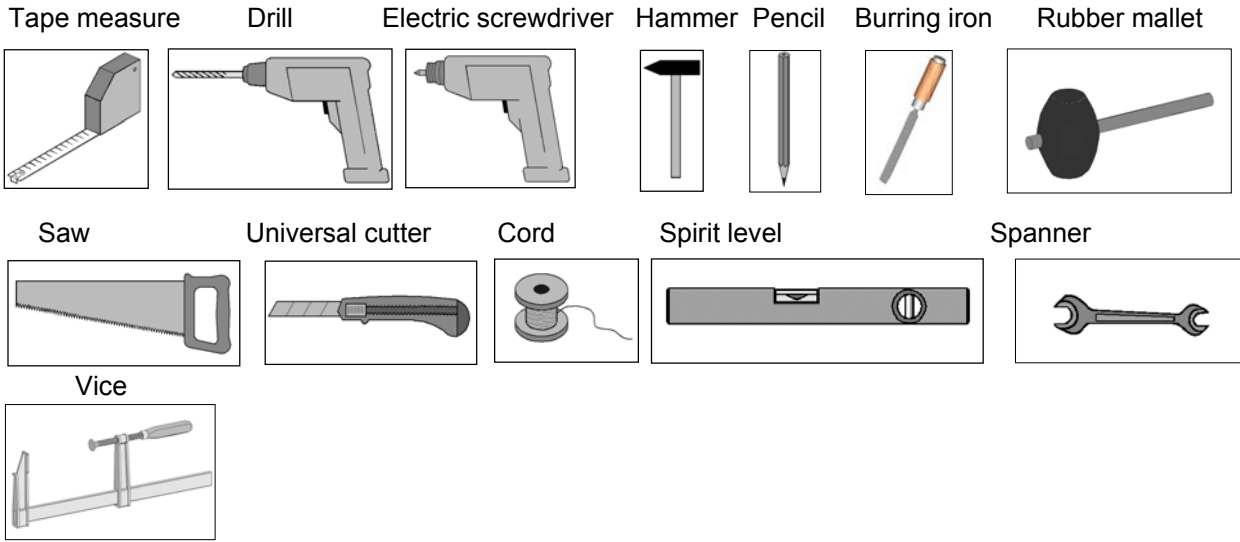 Tape measure Drill Electric screwdriver Hammer Pencil Burring iron Rubber mallet
Saw Universal cutter Cord Spirit level Spanner
Vice